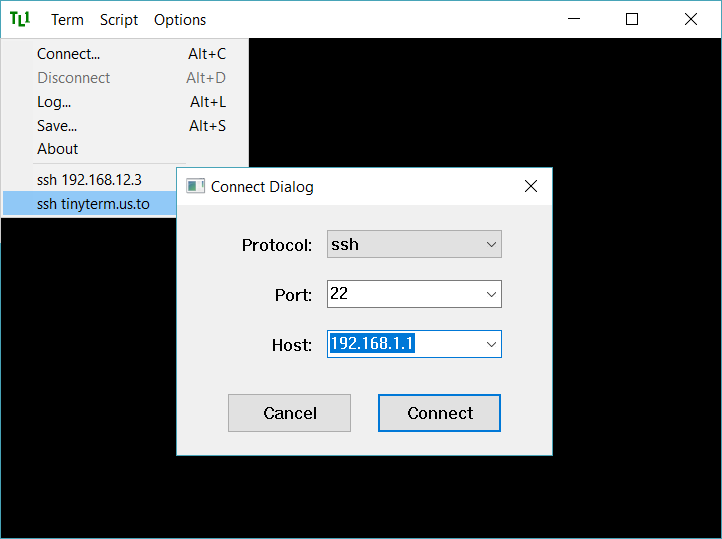 TL1 Term Script Options
Connect... Alt+C
Disconnect Alt+D
Log... Alt+L
Save... Alt+S
About
ssh 192.168.12.3
ssh tinyterm.us.to
Connect Dialog
Protocol: ssh
Port: 22
Host: 192.168.1.1
Cancel Connect